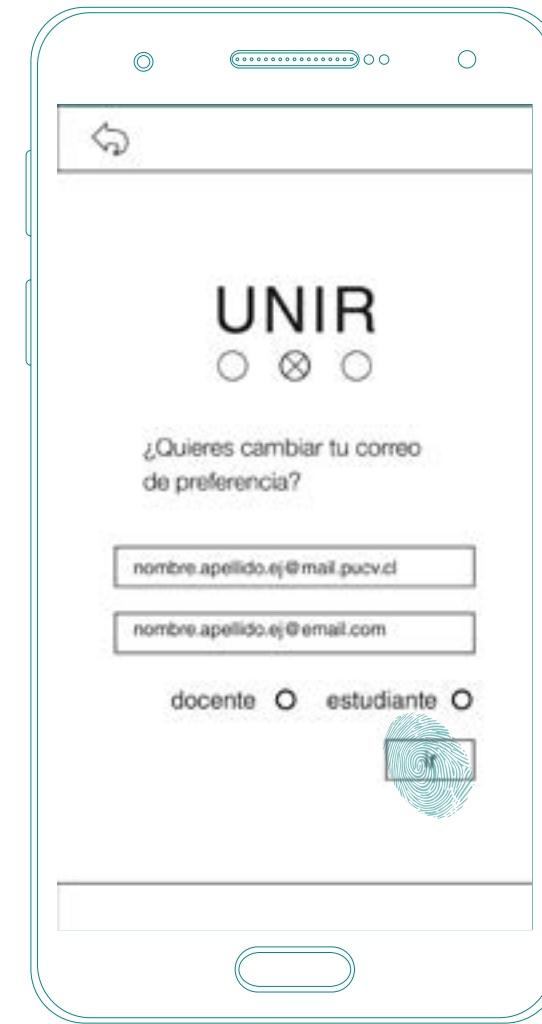 UNIR
¿Quieres cambiar tu correo
de preferencia?
nombre.apellido.ej@mail.pucv.cl
nombre.apellido.ej@email.com
docente estudiante
ir